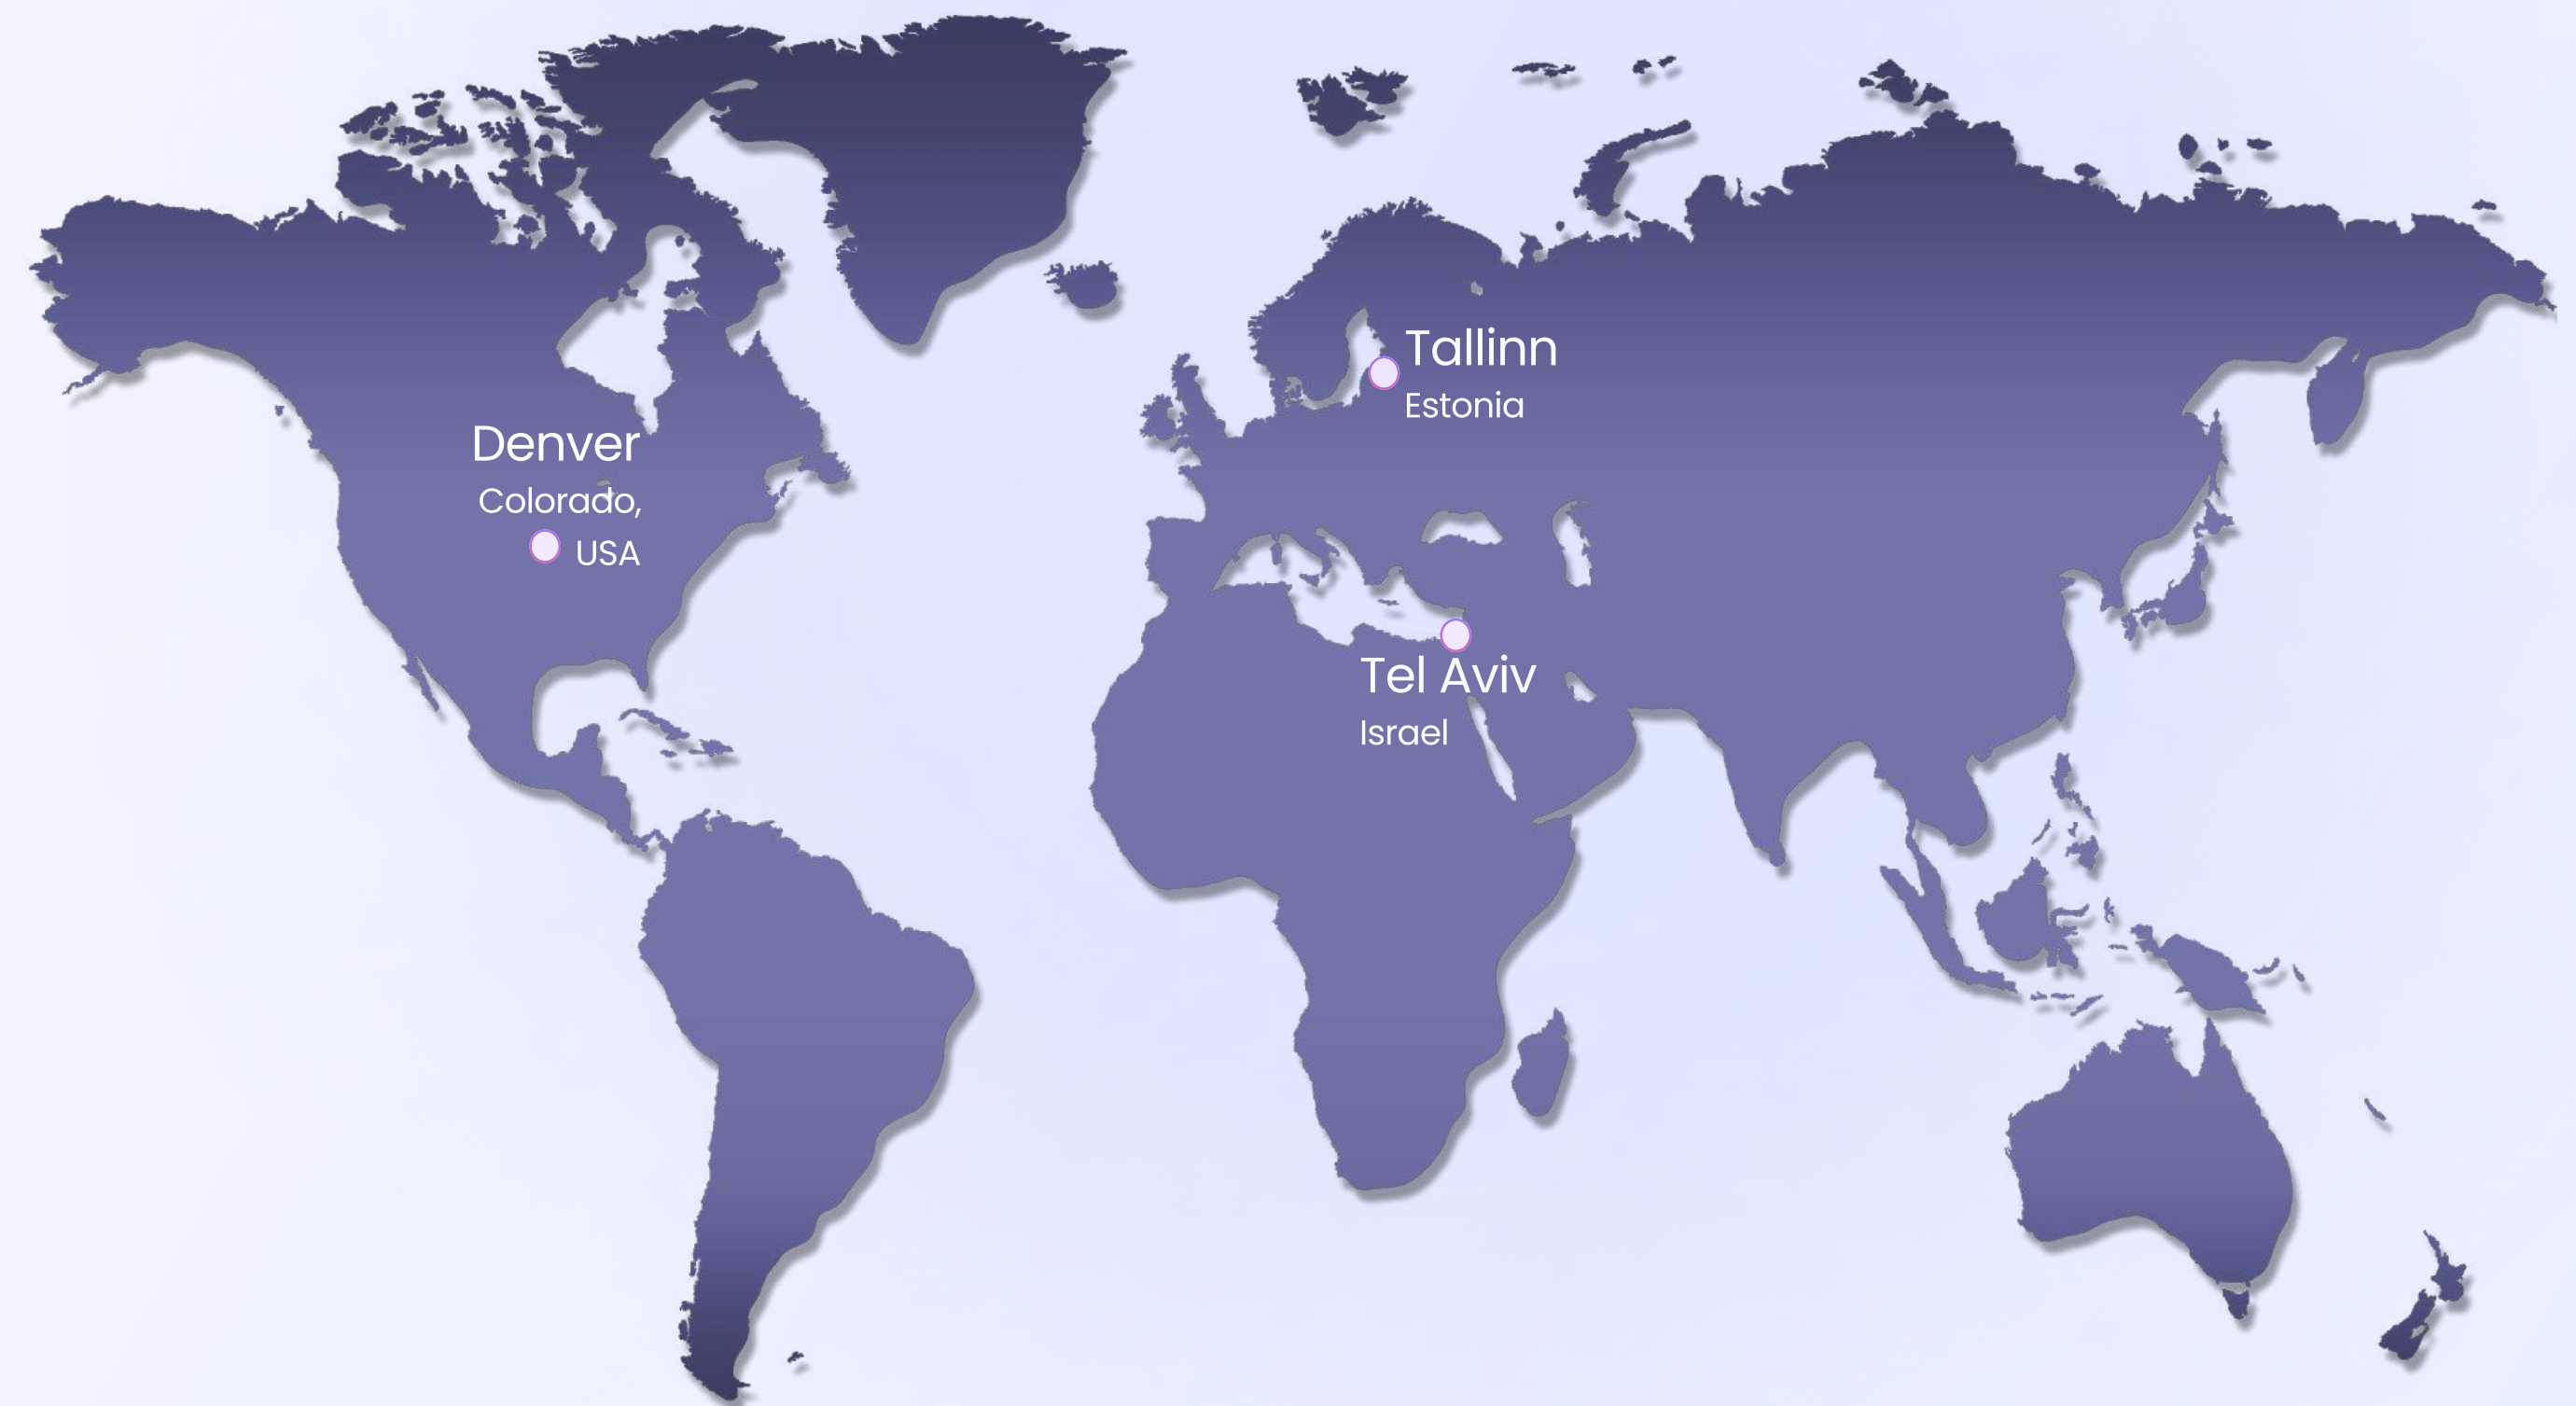 Tallinn
Estonia
Denver
Colorado,
USA
Tel Aviv
Israel